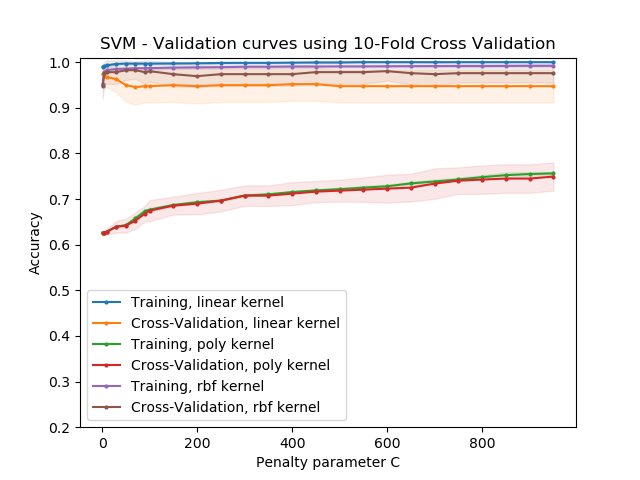 SVM - Validation curves using 10-Fold Cross Validation
1.0
0.9
0.8
0.7
0.6
0.5
0.4
0.3
0.2
Accuracy
Training, linear kernel
Cross-Validation, linear kernel
Training, poly kernel
Cross-Validation, poly kernel
Training, rbf kernel
Cross-Validation, rbf kernel
0 200 400 600 800
Penalty parameter C